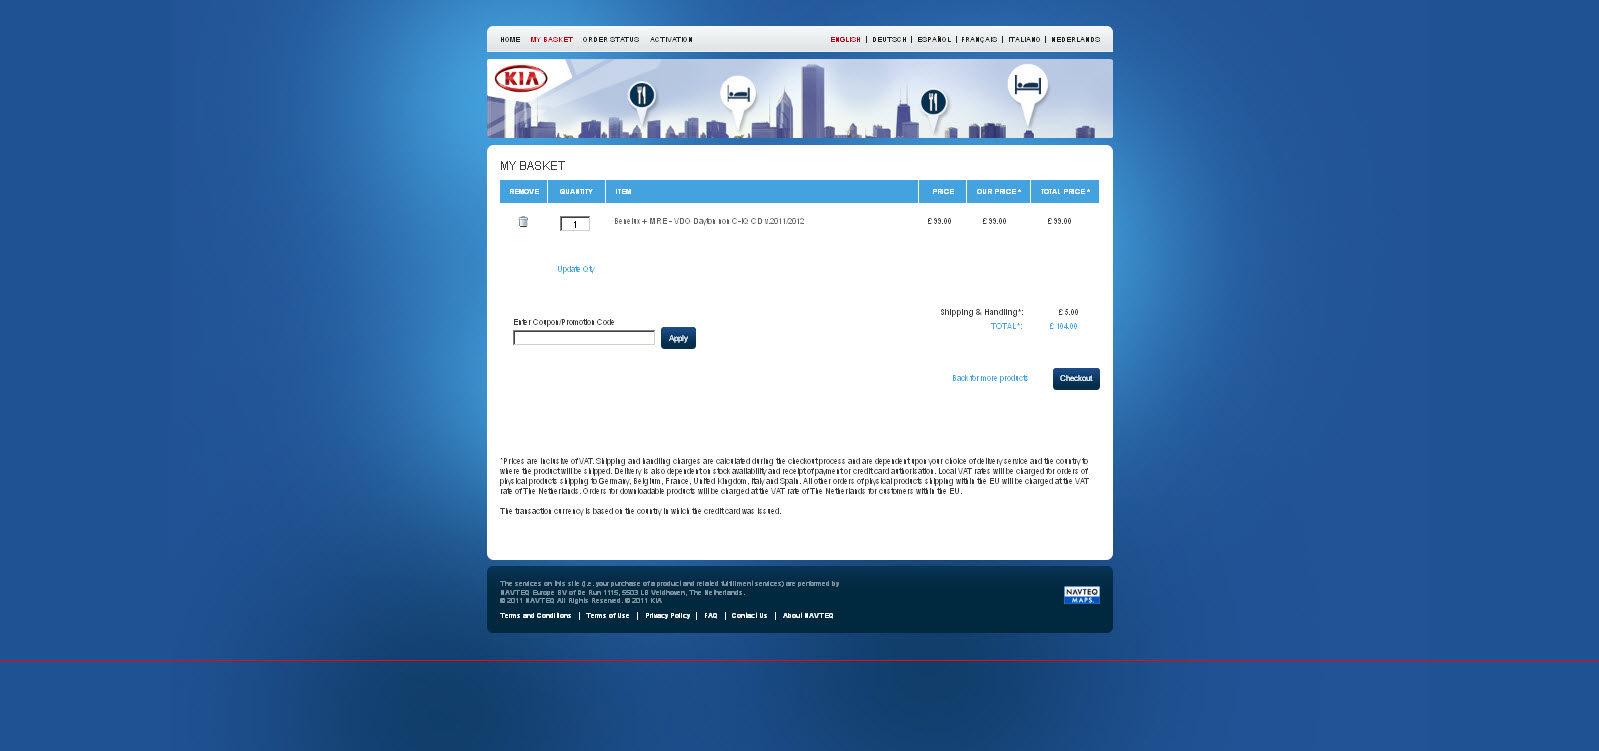 HOME MY BASKET ORDER STATUS ACTIVATION ENGLISH | DEUTSCH | ESPAÑOL | FRANÇAIS | ITALIANO | NEDERLANDS
KIA
MY BASKET
REMOVE QUANTITY ITEM PRICE OUR PRICE* TOTAL PRICE*
1 Benelux + MRE - VDO Dayton non C-IQ CD v.2011/2012 £ 99.00 £ 99.00 £ 99.00
Update Qty
Shipping & Handling*: £ 5.00
Enter Coupon/Promotion Code
TOTAL*: £ 104.00
Apply
Back for more products Checkout
*Prices are inclusive of VAT. Shipping and handling charges are calculated during the checkout process and are dependent upon your choice of delivery service and the country to
where the product will be shipped. Delivery is also dependent on stock availability and receipt of payment or credit card authorisation. Local VAT rates will be charged for orders of
physical products shipping to Germany, Belgium, France, United Kingdom, Italy and Spain. All other orders of physical products shipping within the EU will be charged at the VAT
rate of The Netherlands. Orders for downloadable products will be charged at the VAT rate of The Netherlands for customers within the EU.
The transaction currency is based on the country in which the credit card was issued.
The services on this site (i.e. your purchase of a product and related fulfillment services) are performed by
NAVTEQ Europe BV of De Run 1115, 5503 LB Veldhoven, The Netherlands.
© 2011 NAVTEQ All Rights Reserved. © 2011 KIA
NAVTEQ
MAPS.
Terms and Conditions | Terms of Use | Privacy Policy | FAQ | Contact Us | About NAVTEQ